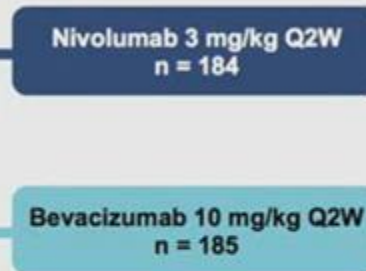 Nivolumab 3 mg/kg Q2W
n = 184
Bevacizumab 10 mg/kg Q2W
n = 185